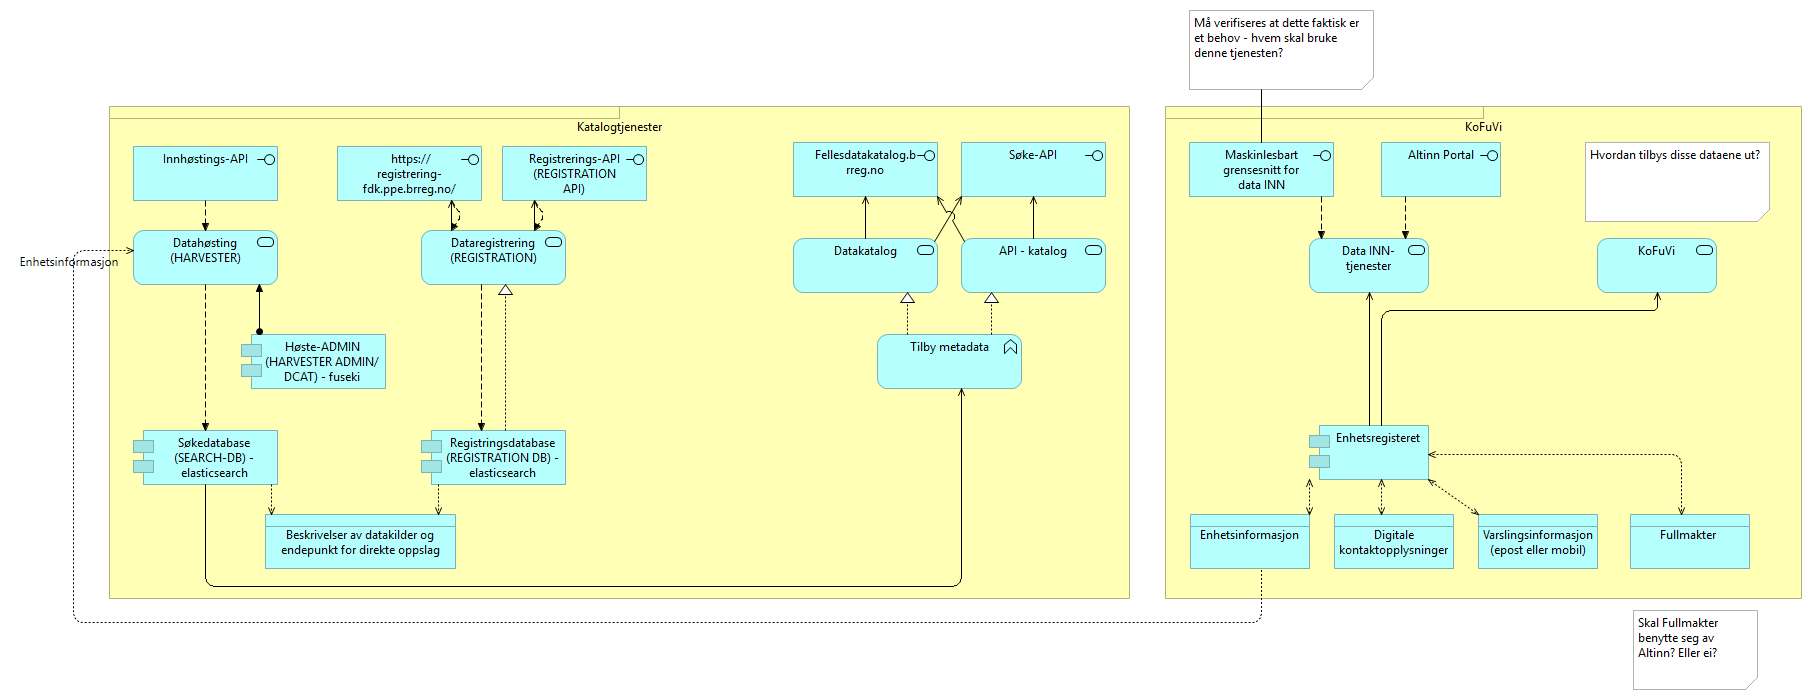 Må verifiseres at dette faktisk er
et behov - hvem skal bruke
denne tjenesten?
Katalogtjenester
KoFuVi
Innhøstings-API
https://
registrering-
fdk.ppe.brreg.no/
Registrerings-API
(REGISTRATION
API)
Fellesdatakatalog.b
rreg.no
Søke-API
Maskinlesbart
grensesnitt for
data INN
Altinn Portal
Hvordan tilbys disse dataene ut?
Datahøsting
(HARVESTER)
Dataregistrering
(REGISTRATION)
Datakatalog
API - katalog
Data INN-
tjenester
KoFuVi
Enhetsinformasjon
Høste-ADMIN
(HARVESTER ADMIN/
DCAT) - fuseki
Tilby metadata
Søkedatabase
(SEARCH-DB) -
elasticsearch
Registringsdatabase
(REGISTRATION DB) -
elasticsearch
Enhetsregisteret
Beskrivelser av datakilder og
endepunkt for direkte oppslag
Enhetsinformasjon
Digitale
kontaktopplysninger
Varslingsinformasjon
(epost eller mobil)
Fullmakter
Skal Fullmakter
benytte seg av
Altinn? Eller ei?